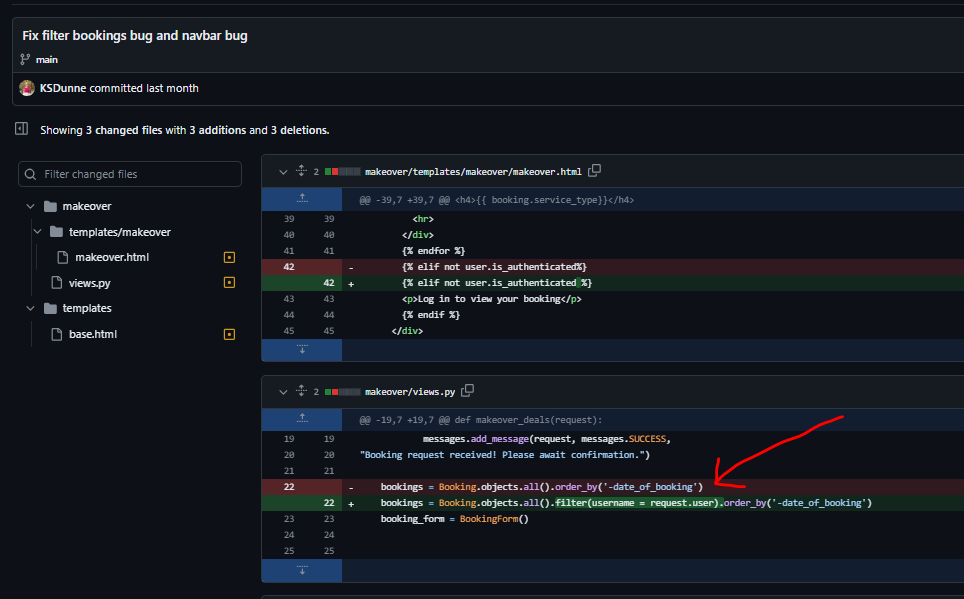 Fix filter bookings bug and navbar bug
main
KSDunne committed last month
Showing 3 changed files with 3 additions and 3 deletions.
Filter changed files
makeover
templates/makeover
makeover.html
views.py
templates
base.html
2 makeover/templates/makeover/makeover.html
@@ -39,7 +39,7 @@ <h4>{{ booking.service_type}}</h4>
39 39 <hr>
40 40 </div>
41 41 {% endfor %}
42 - {% elif not user.is_authenticated%}
42 + {% elif not user.is_authenticated %}
43 43 <p>Log in to view your booking</p>
44 44 {% endif %}
45 45 </div>
2 makeover/views.py
@@ -19,7 +19,7 @@ def makeover_deals(request):
19 19 messages.add_message(request, messages.SUCCESS,
20 20 "Booking request received! Please await confirmation.")
21 21
22 - bookings = Booking.objects.all().order_by('-date_of_booking')
22 + bookings = Booking.objects.all().filter(username = request.user).order_by('-date_of_booking')
23 23 booking_form = BookingForm()
24 24
25 25